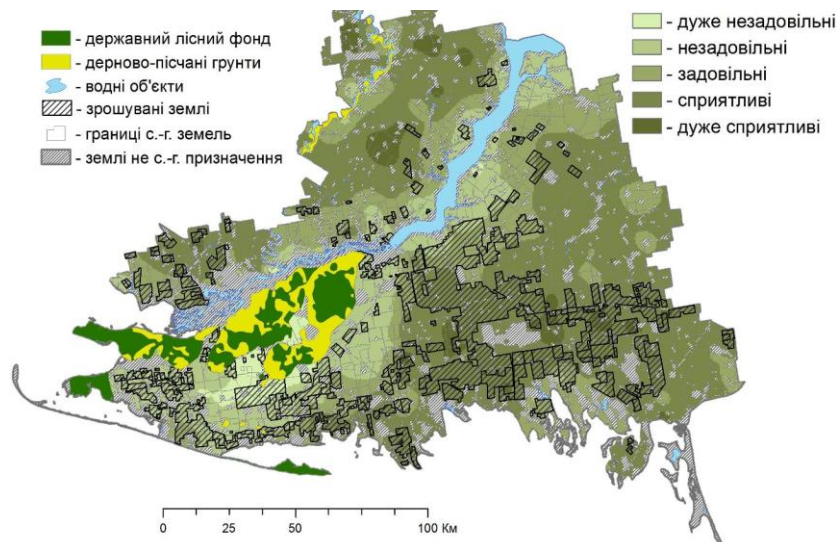 - державний лісний фонд
- дерново-пісчані грунти
- водні об'єкти
- зрошувані землі
- границі с.-г. земель
- землі не с.-г. призначення
- дуже незадовільні
- незадовільні
- задовільні
- сприятливі
- дуже сприятливі
0 25 50 100 Км